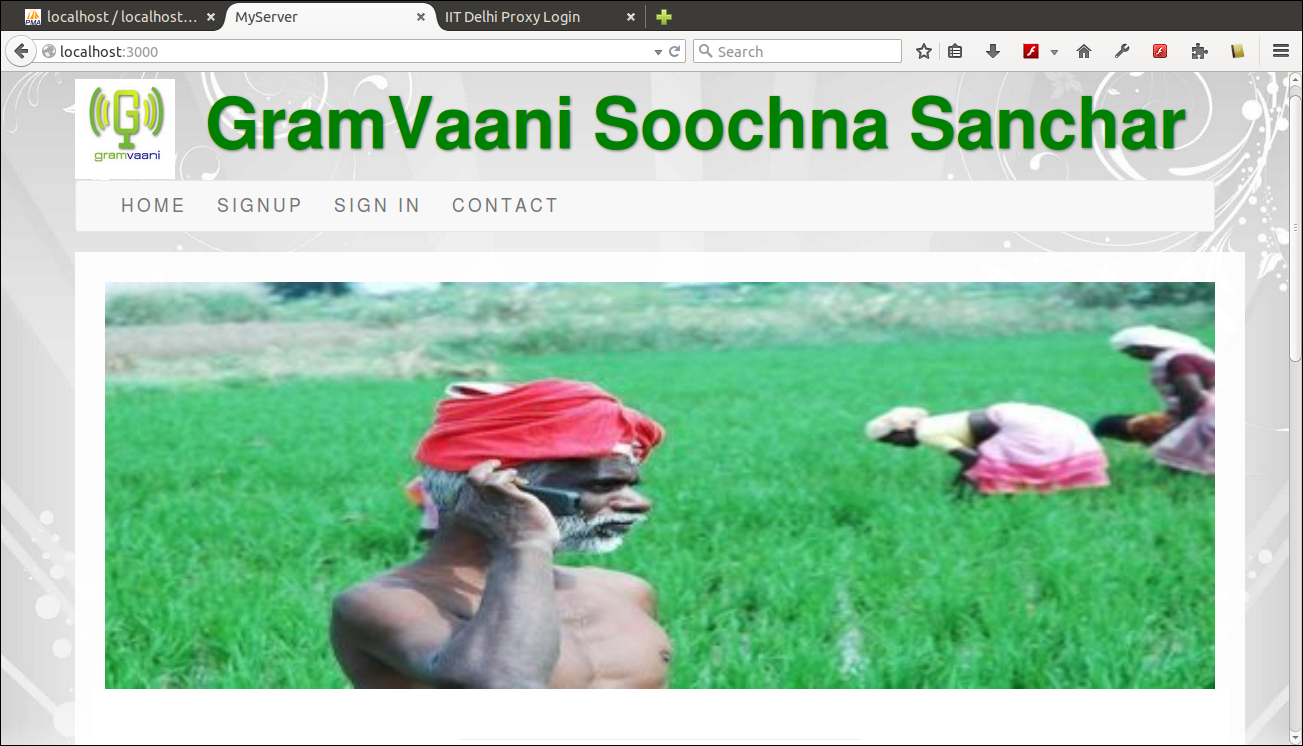 localhost / localhost...
MyServer
IIT Delhi Proxy Login
localhost:3000
Search
G
gramvaani
GramVaani Soochna Sanchar
HOME SIGNUP SIGN IN CONTACT